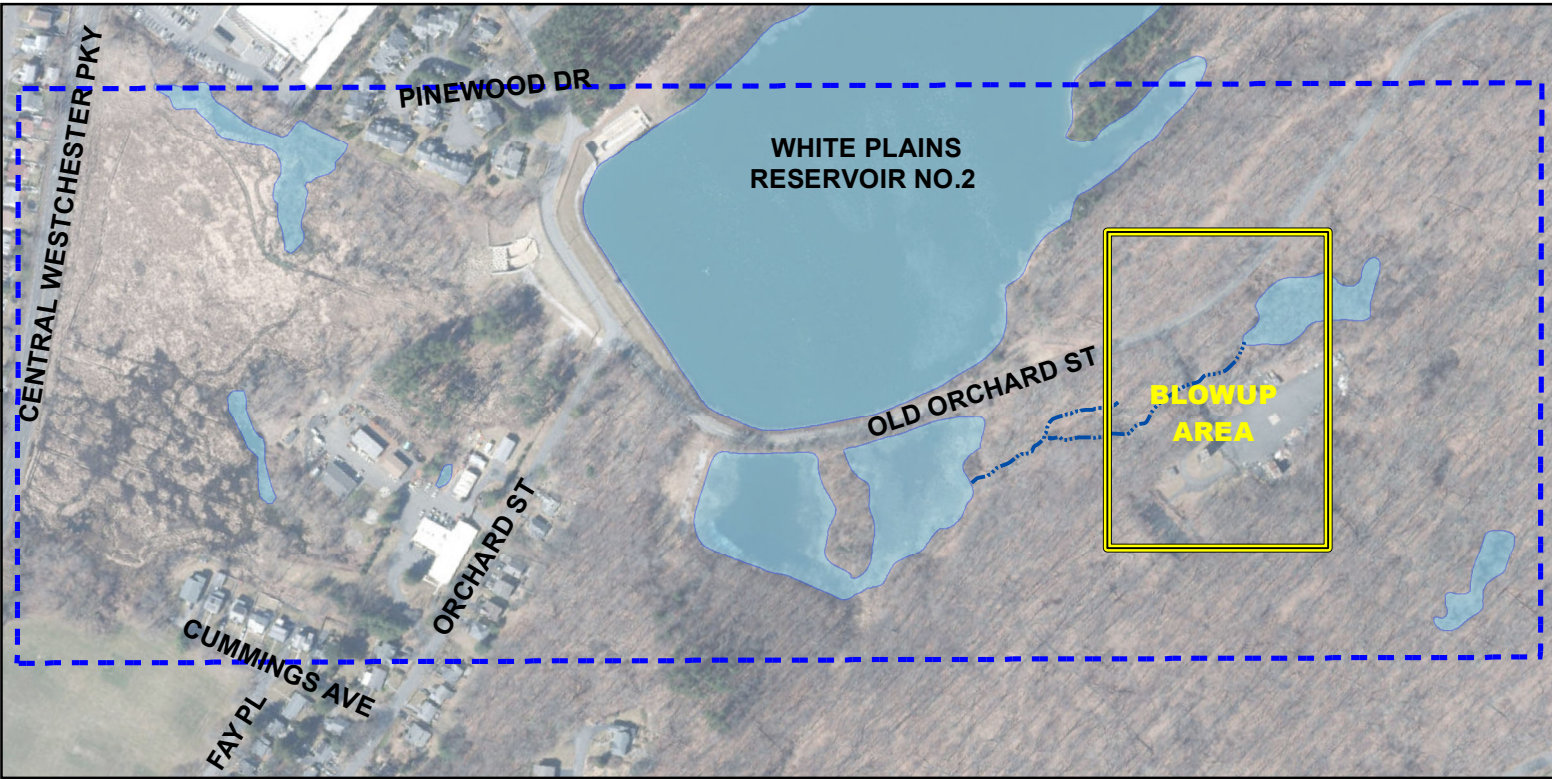 CENTRAL WESTCHESTER PKY
PINEWOOD DR
WHITE PLAINS
RESERVOIR NO.2
OLD ORCHARD ST
BLOWUP
AREA
ORCHARD ST
CUMMINGS AVE
FAY PL